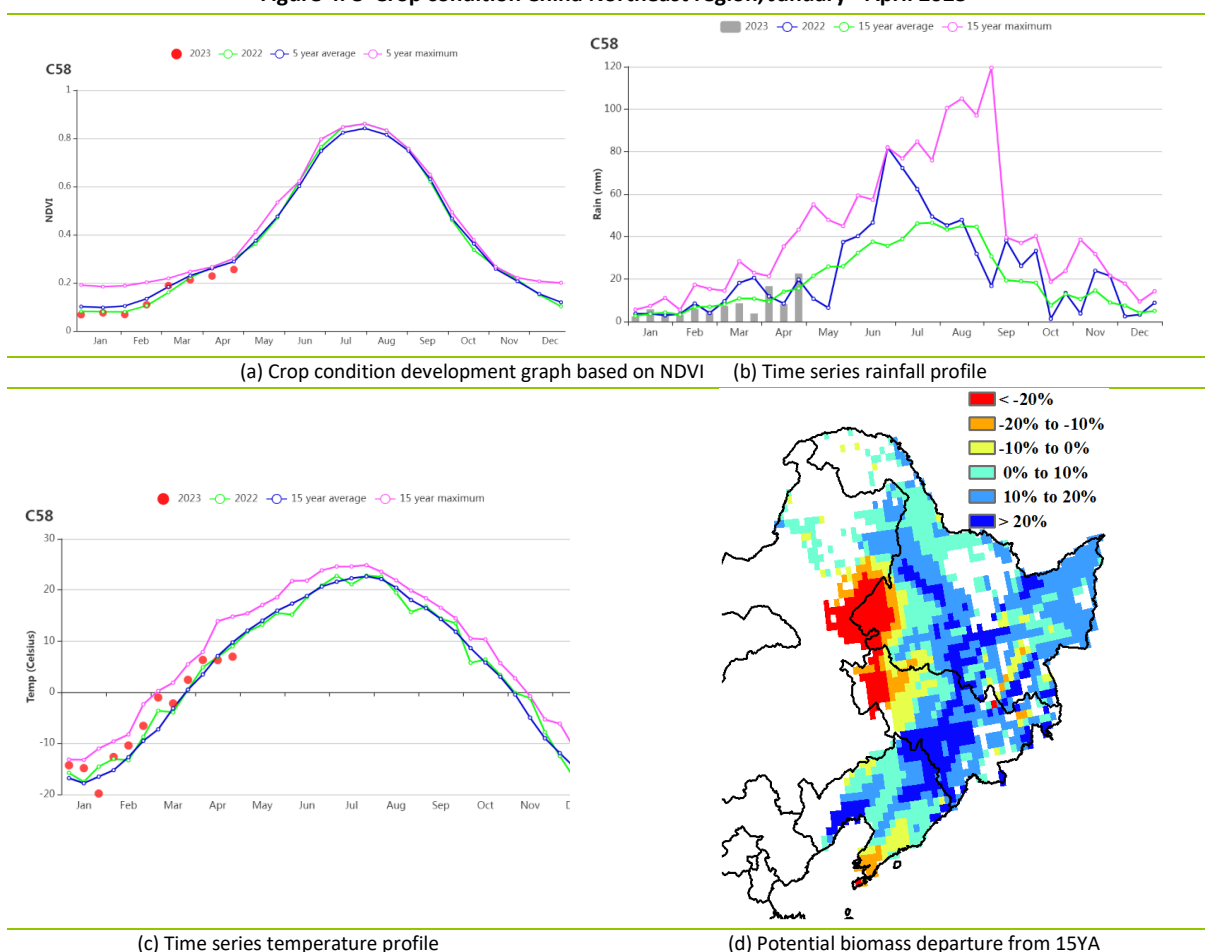 Figure 4. 8 Crop condition China Northeast region, January - April 2023
2023 2022 5 year average 5 year maximum
C58
NDVI
1
0.8
0.6
0.4
0.2
0
Jan Feb Mar Apr May Jun Jul Aug Sep Oct Nov Dec
2023 2022 15 year average 15 year maximum
C58
Rain (mm)
120
100
80
60
40
20
0
Jan Feb Mar Apr May Jun Jul Aug Sep Oct Nov Dec
(a) Crop condition development graph based on NDVI (b) Time series rainfall profile
2023 2022 15 year average 15 year maximum
C58
Temp (Celsius)
30
20
10
0
-10
-20
Jan Feb Mar Apr May Jun Jul Aug Sep Oct Nov D
< -20%
-20% to -10%
-10% to 0%
0% to 10%
10% to 20%
> 20%
(c) Time series temperature profile (d) Potential biomass departure from 15YA